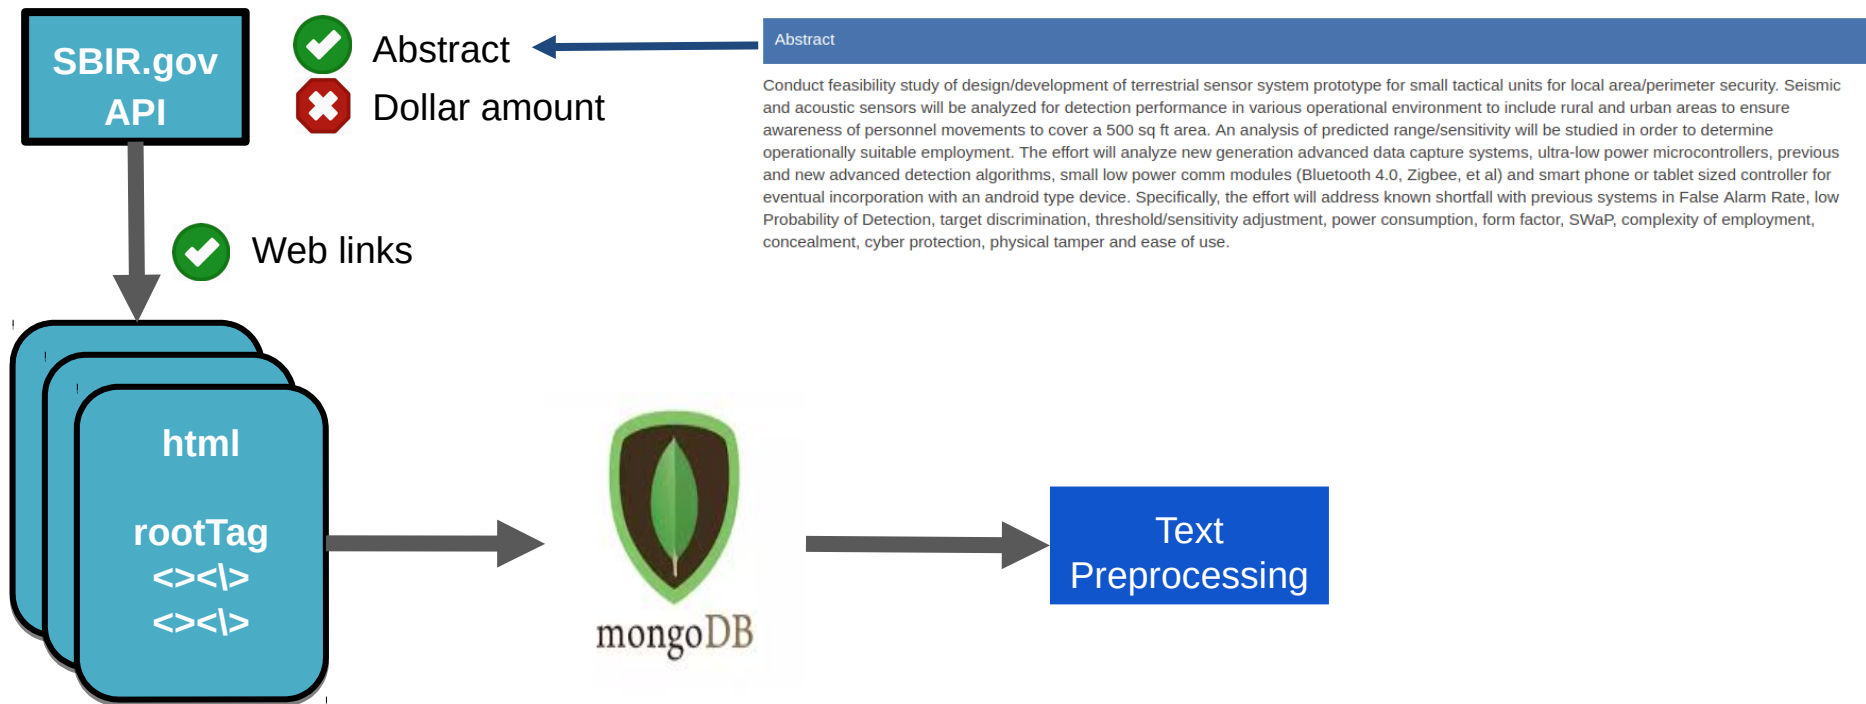 SBIR.gov
API
Abstract
Dollar amount
Abstract
Conduct feasibility study of design/development of terrestrial sensor system prototype for small tactical units for local area/perimeter security. Seismic
and acoustic sensors will be analyzed for detection performance in various operational environment to include rural and urban areas to ensure
awareness of personnel movements to cover a 500 sq ft area. An analysis of predicted range/sensitivity will be studied in order to determine
operationally suitable employment. The effort will analyze new generation advanced data capture systems, ultra-low power microcontrollers, previous
and new advanced detection algorithms, small low power comm modules (Bluetooth 4.0, Zigbee, et al) and smart phone or tablet sized controller for
eventual incorporation with an android type device. Specifically, the effort will address known shortfall with previous systems in False Alarm Rate, low
Probability of Detection, target discrimination, threshold/sensitivity adjustment, power consumption, form factor, SWaP, complexity of employment,
concealment, cyber protection, physical tamper and ease of use.
Web links
html
rootTag
<><\>
<><\>
mongoDB
Text
Preprocessing